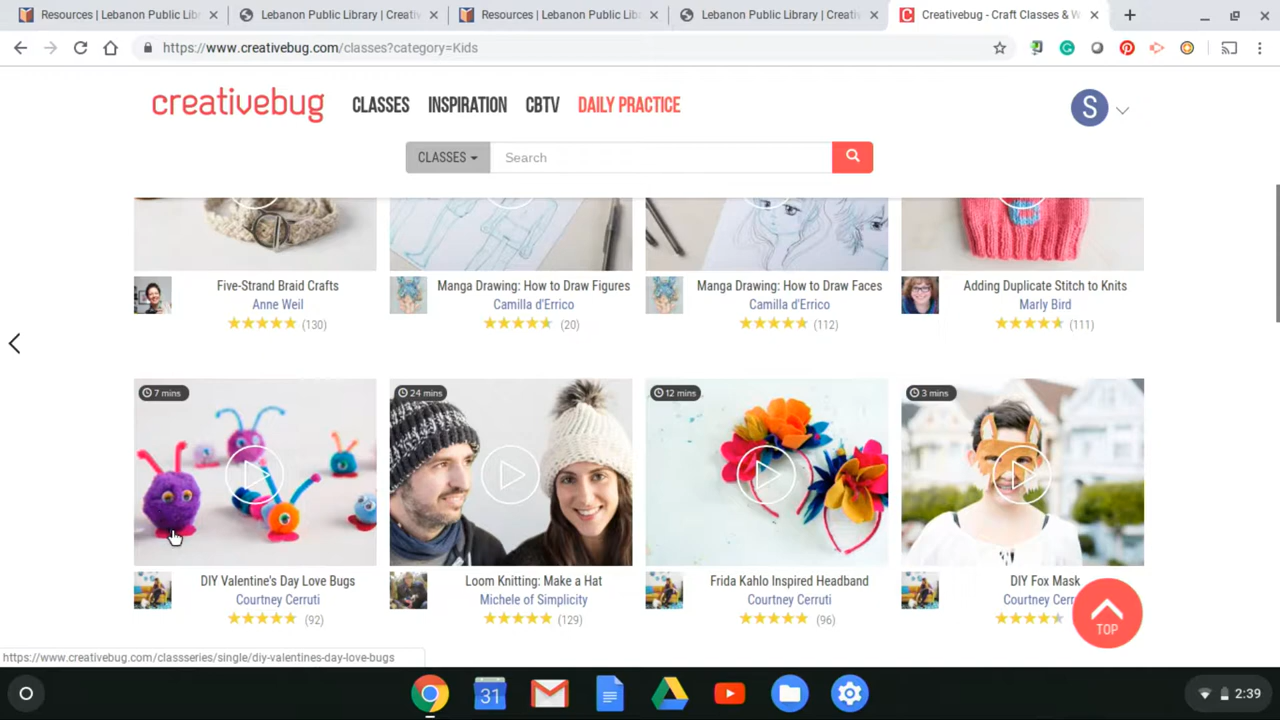 Resources | Lebanon Public Lib
Lebanon Public Library | Creativ
Resources | Lebanon Public Lib
Lebanon Public Library | Creativ
Creativebug - Craft Classes & W
https://www.creativebug.com/classes?category=Kids
creativebug
CLASSES
INSPIRATION
CBTV
DAILY PRACTICE
S
CLASSES
Search
Five-Strand Braid Crafts
Anne Weil
(130)
Manga Drawing: How to Draw Figures
Camilla d'Errico
(20)
Manga Drawing: How to Draw Faces
Camilla d'Errico
(112)
Adding Duplicate Stitch to Knits
Marly Bird
(111)
7 mins
DIY Valentine's Day Love Bugs
Courtney Cerruti
(92)
24 mins
Loom Knitting: Make a Hat
Michele of Simplicity
(129)
12 mins
Frida Kahlo Inspired Headband
Courtney Cerruti
(96)
3 mins
DIY Fox Mask
Courtney Cerr
TOP
https://www.creativebug.com/classseries/single/diy-valentines-day-love-bugs
31
2:39